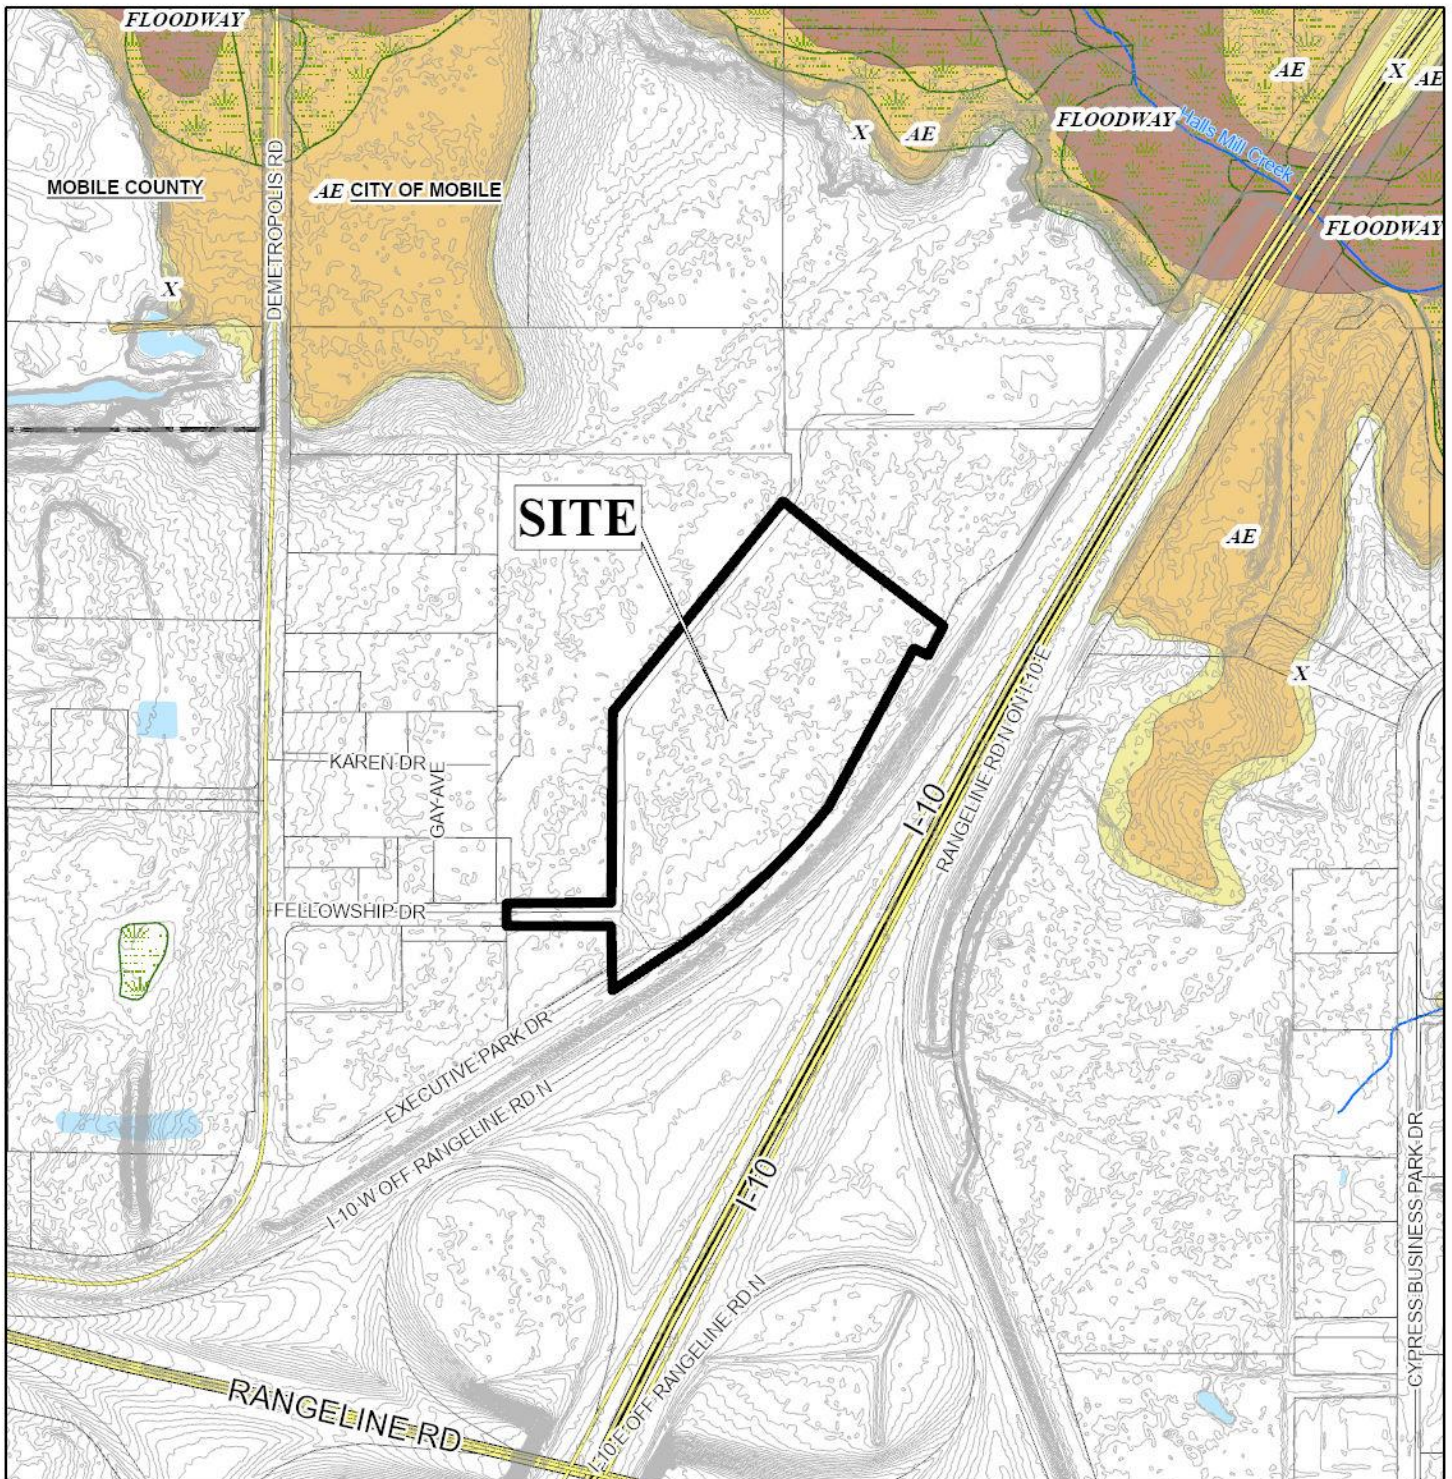 FLOODWAY
AE
X
AE
X
AE
FLOODWAY
Halls Mill Creek
MOBILE COUNTY
AE CITY OF MOBILE
DEMETROPOLIS RD
FLOODWAY
X
SITE
AE
X
RANGELINE RD N ON I-10 E
KAREN DR
GAY AVE
I-10
FELLOWSHIP DR
EXECUTIVE PARK DR
I-10 W OFF RANGELINE RD N
I-10
CYPRESS BUSINESS PARK DR
I-10 E OFF RANGELINE RD N
RANGELINE RD